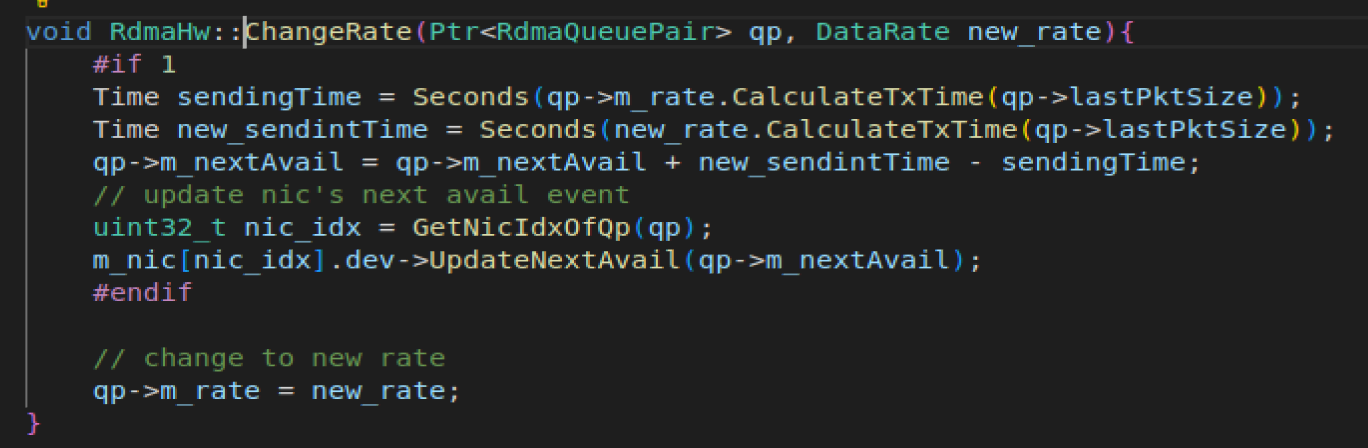 void RdmaHw::ChangeRate(Ptr<RdmaQueuePair> qp, DataRate new_rate){
    #if 1
    Time sendingTime = Seconds(qp->m_rate.CalculateTxTime(qp->lastPktSize));
    Time new_sendintTime = Seconds(new_rate.CalculateTxTime(qp->lastPktSize));
    qp->m_nextAvail = qp->m_nextAvail + new_sendintTime - sendingTime;
    // update nic's next avail event
    uint32_t nic_idx = GetNicIdxOfQp(qp);
    m_nic[nic_idx].dev->UpdateNextAvail(qp->m_nextAvail);
    #endif

    // change to new rate
    qp->m_rate = new_rate;
}